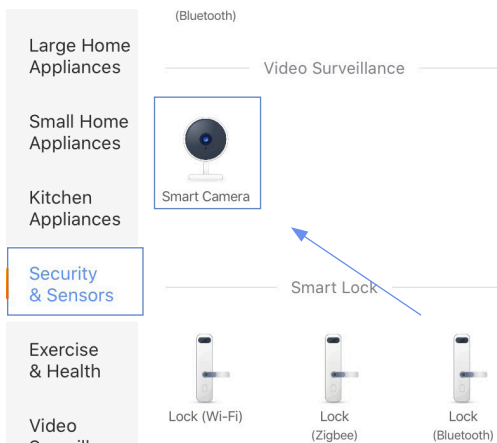 (Bluetooth)
Large Home
Appliances
Video Surveillance
Small Home
Appliances
Smart Camera
Kitchen
Appliances
Security
& Sensors
Smart Lock
Exercise
& Health
Lock (Wi-Fi)
Lock
(Zigbee)
Lock
(Bluetooth)
Video